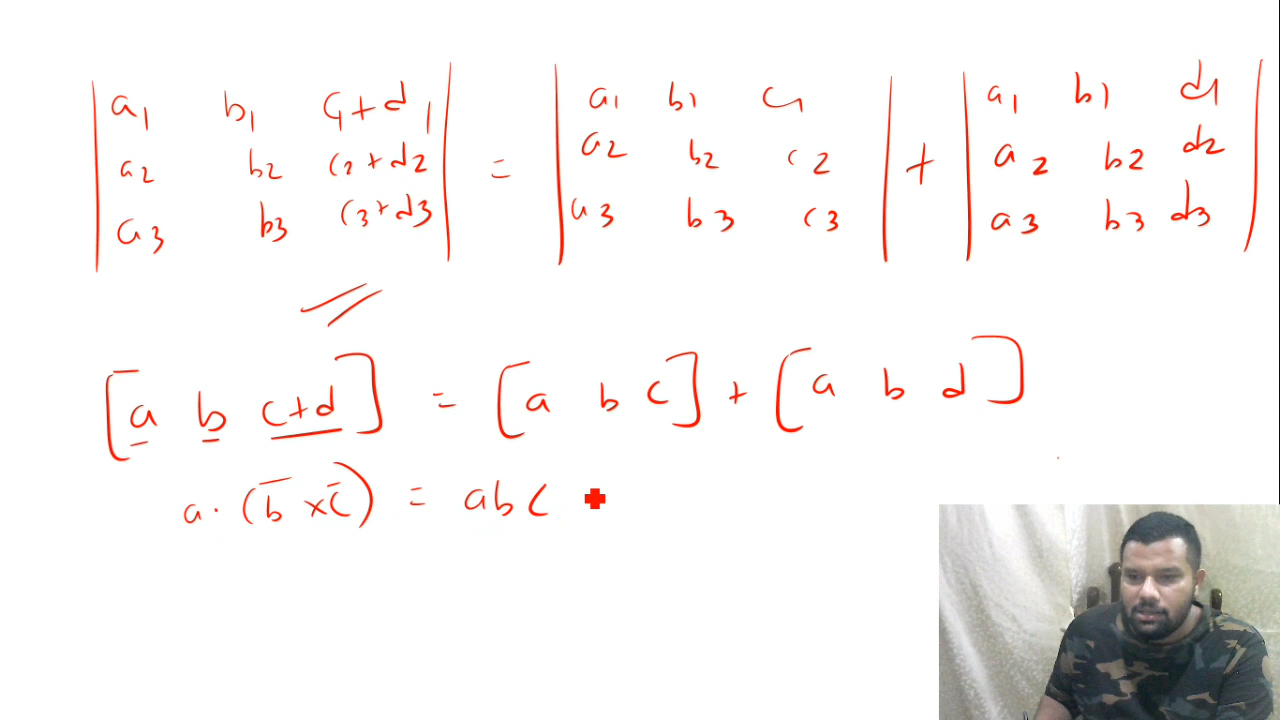 | a1 b1 c1+d1 | | a1 b1 c1 | | a1 b1 d1 |
| a2 b2 c2+d2 | = | a2 b2 c2 | + | a2 b2 d2 |
| a3 b3 c3+d3 | | a3 b3 c3 | | a3 b3 d3 |
[a̅ b c+d] = [a b c] + [a b d]
a · (b̅ × c̅) = abc